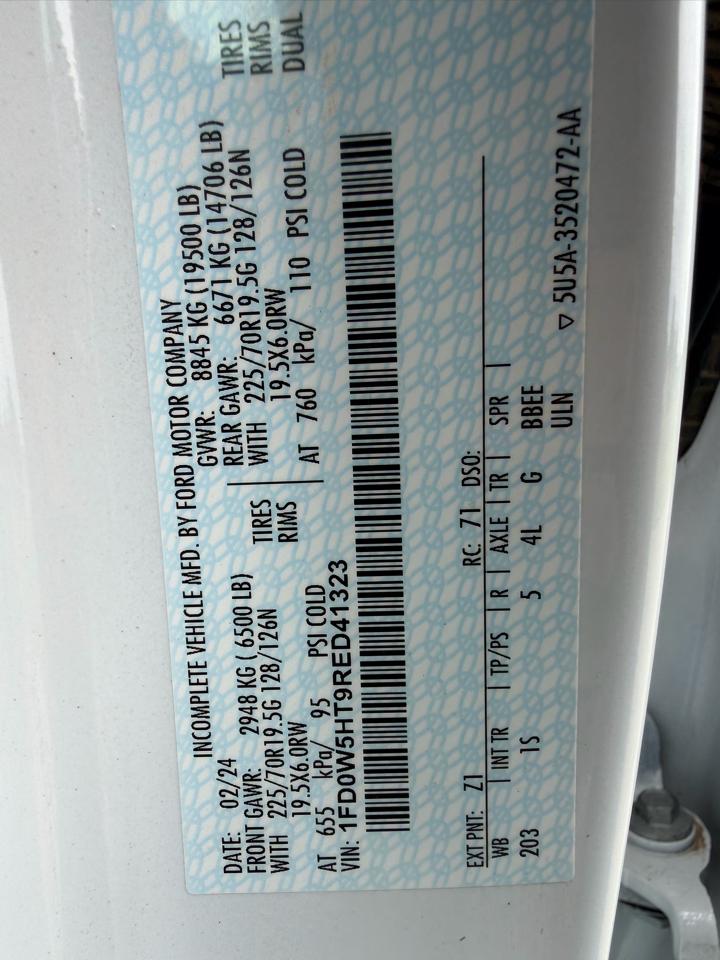 INCOMPLETE VEHICLE MFD. BY FORD MOTOR COMPANY
DATE: 02/24 GVWR: 8845 KG (19500 LB)
FRONT GAWR: 2948 KG ( 6500 LB) REAR GAWR: 6671 KG (14706 LB)
WITH 225/70R19.5G 128/126N TIRES WITH 225/70R19.5G 128/126N TIRES
19.5X6.0RW RIMS 19.5X6.0RW RIMS
AT 655 kPa/ 95 PSI COLD AT 760 kPa/ 110 PSI COLD DUAL
VIN: 1FD0W5HT9RED41323
EXT PNT: Z1 RC: 71 DSO:
WB | INT TR | TP/PS | R | AXLE | TR | SPR |
203 1S 5 4L G BBEE
ULN ▽ 5U5A-3520472-AA